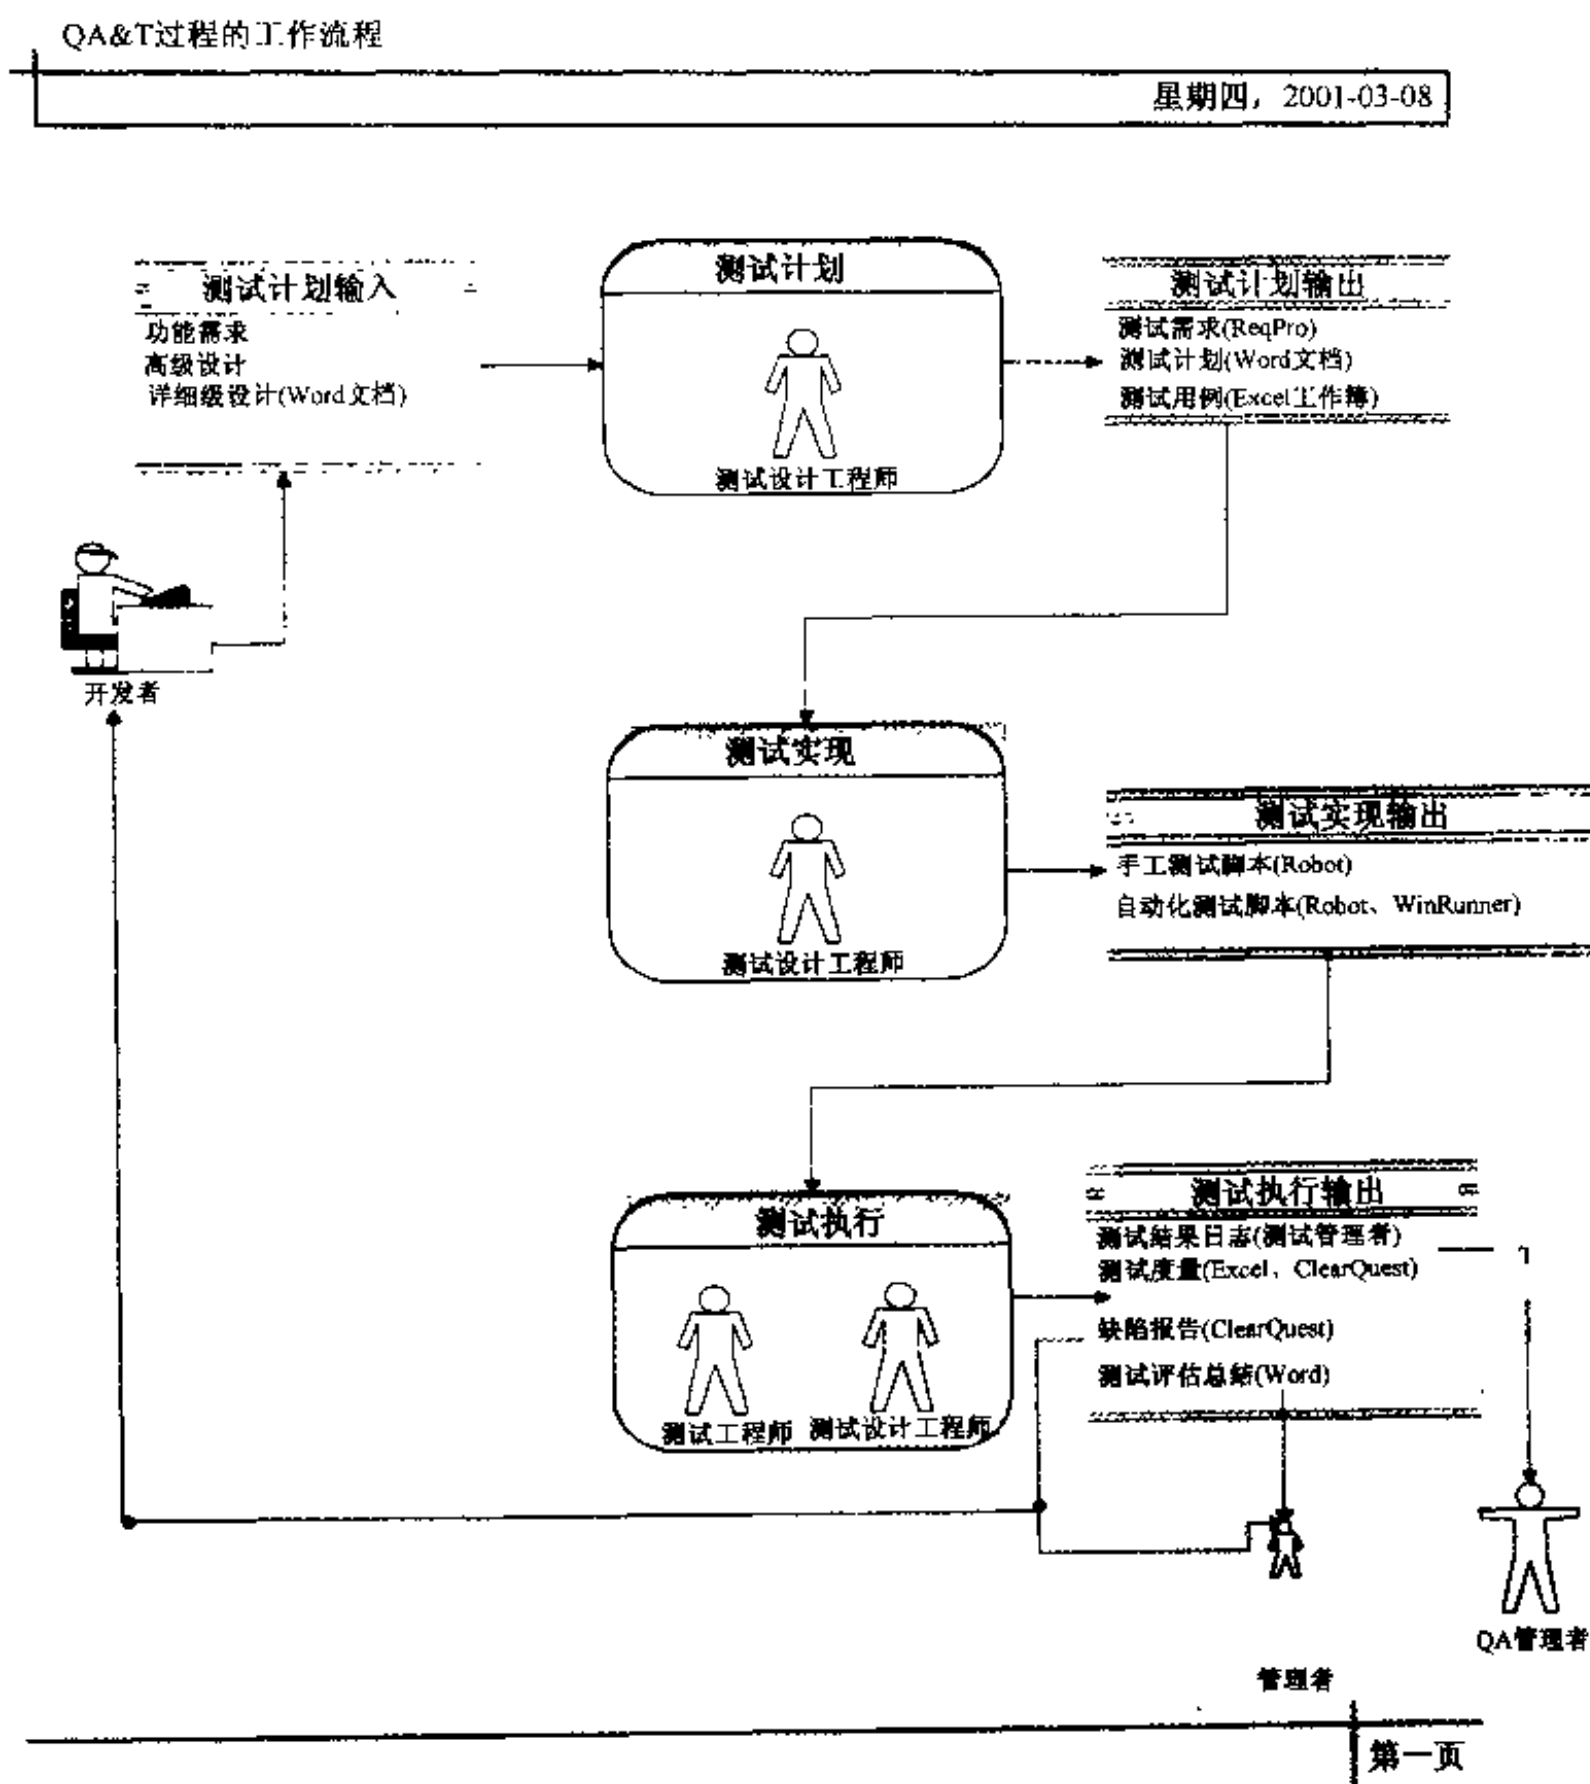 QA&T过程的工作流程
星期四，2001-03-08
测试计划输入
功能需求
高级设计
详细级设计(Word文档)
测试计划
测试设计工程师
测试计划输出
测试需求(ReqPro)
测试计划(Word文档)
测试用例(Excel工作簿)
开发者
测试实现
测试设计工程师
测试实现输出
手工测试脚本(Robot)
自动化测试脚本(Robot、WinRunner)
测试执行
测试工程师
测试设计工程师
测试执行输出
测试结果日志(测试管理者)
测试度量(Excel、ClearQuest)
缺陷报告(ClearQuest)
测试评估总结(Word)
QA管理者
管理者
第一页